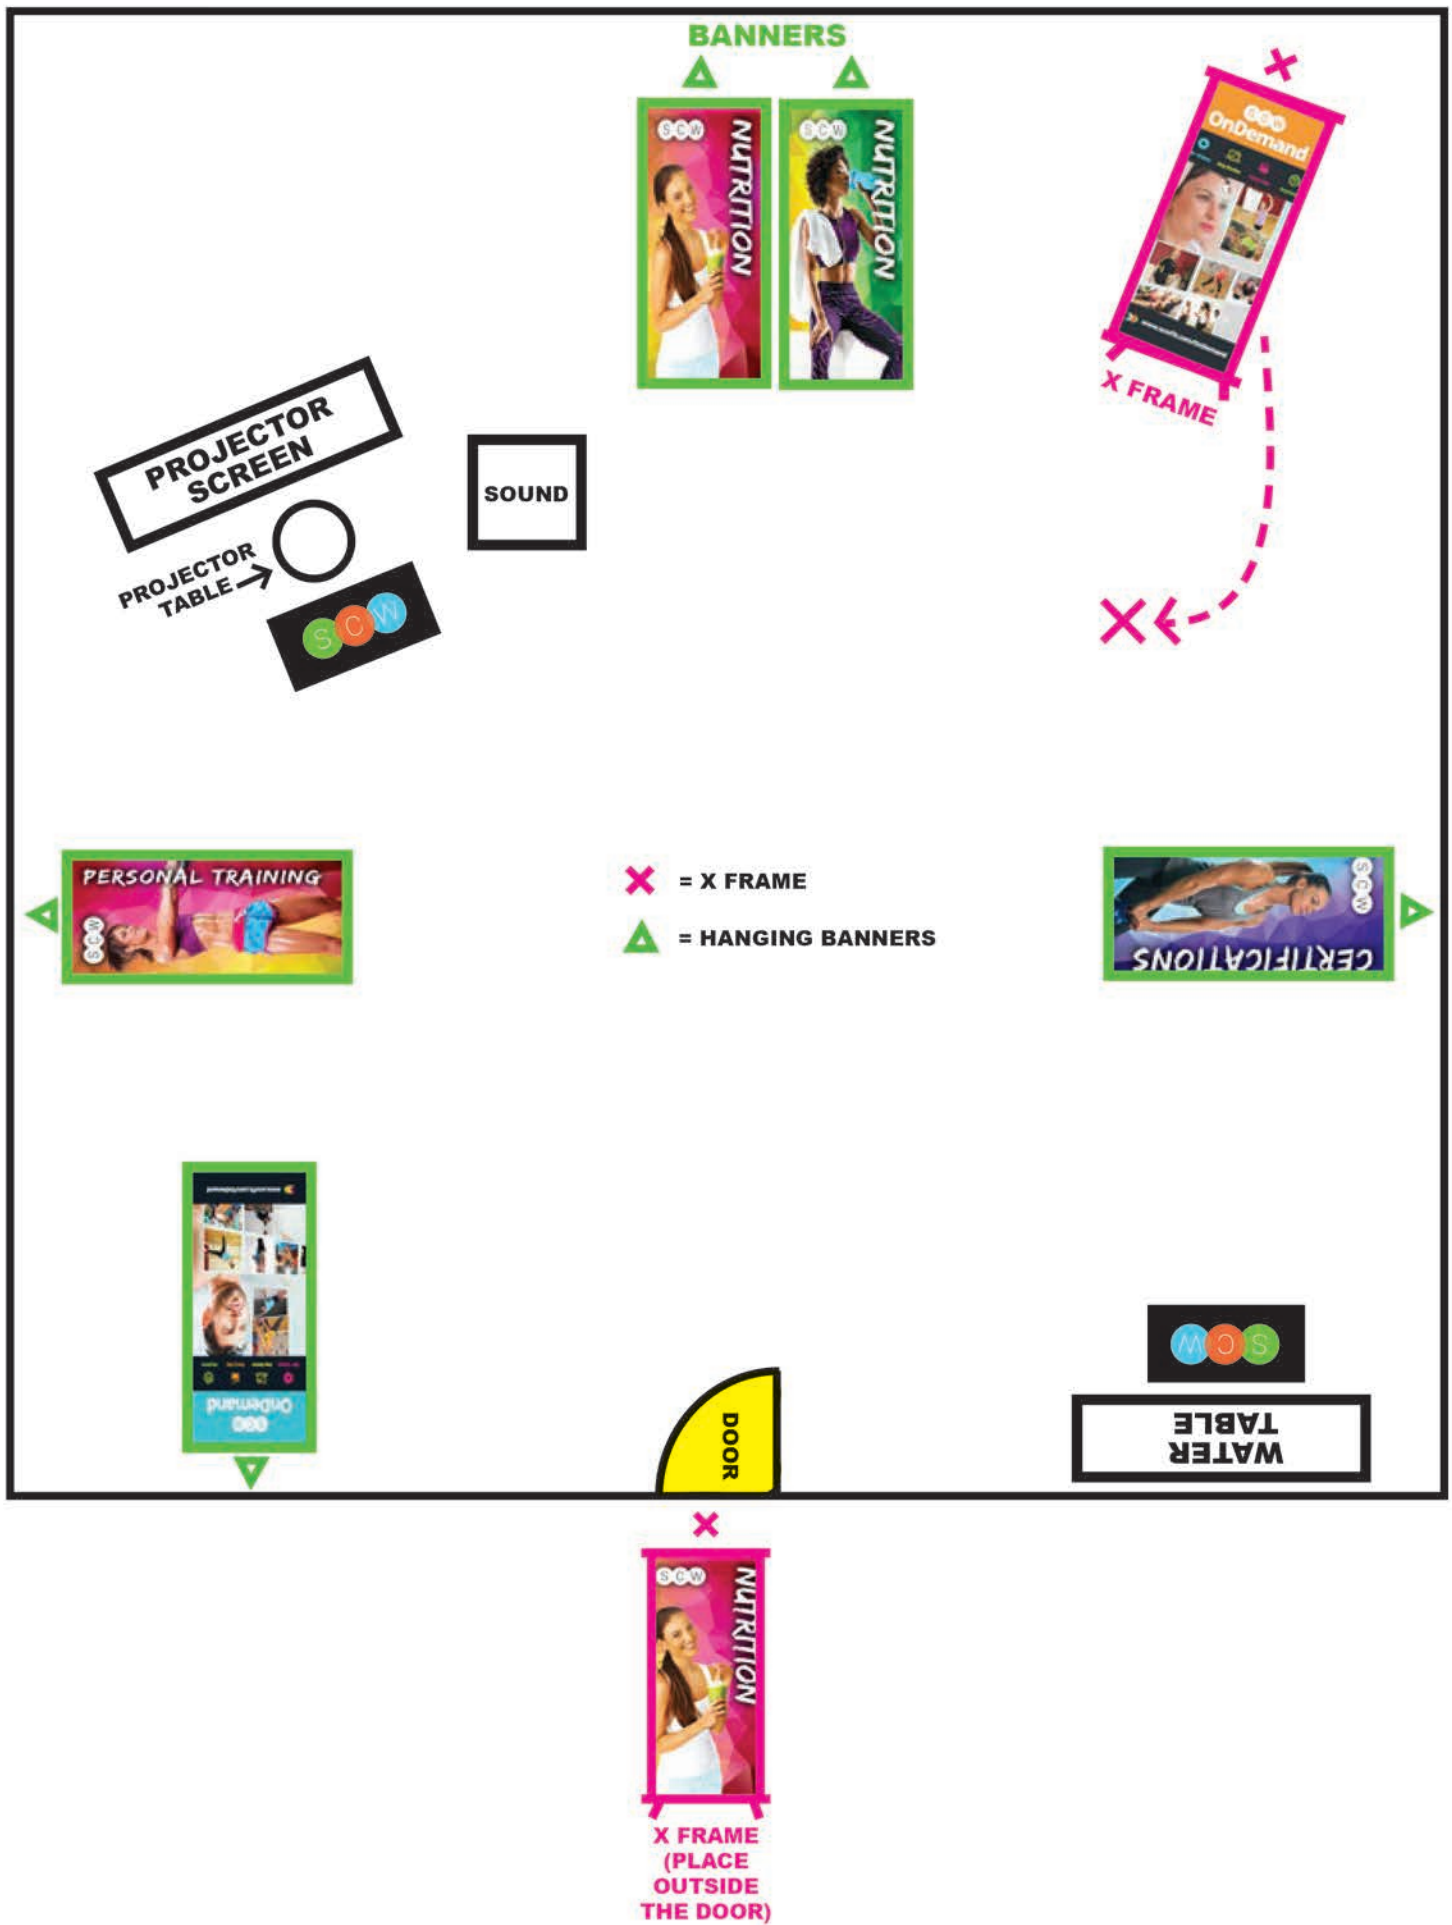 BANNERS
SCW
NUTRITION
SCW
NUTRITION
SCW
OnDemand
X FRAME
PROJECTOR
SCREEN
SOUND
PROJECTOR
TABLE
SCW
PERSONAL TRAINING
SCW
= X FRAME
= HANGING BANNERS
SCW
CERTIFICATIONS
SCW
OnDemand
DOOR
SCW
WATER
TABLE
SCW
NUTRITION
X FRAME
(PLACE
OUTSIDE
THE DOOR)